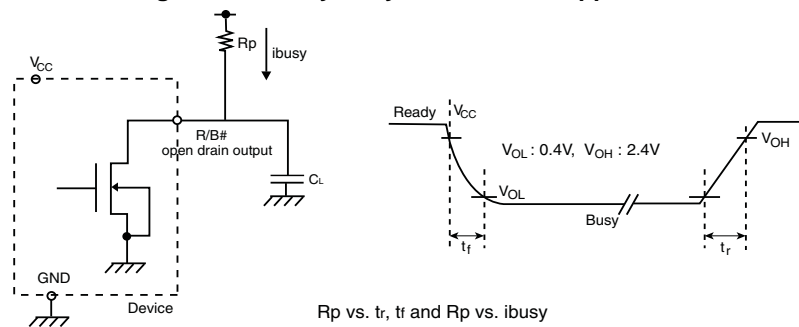 Rp
ibusy
VCC
R/B#
open drain output
CL
GND
Device
Ready
VCC
VOL : 0.4V, VOH : 2.4V
VOH
VOL
Busy
tf
tr
Rp vs. tr, tf and Rp vs. ibusy